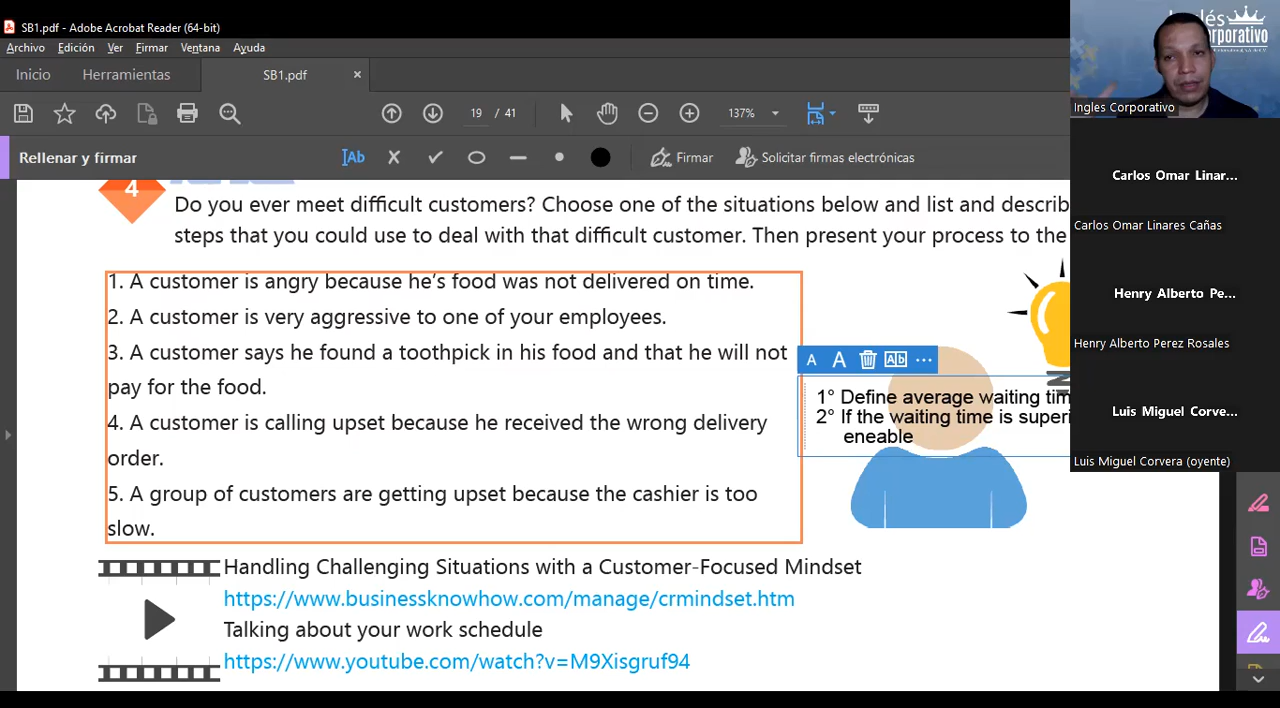 SB1.pdf - Adobe Acrobat Reader (64-bit)
Archivo Edición Ver Firmar Ventana Ayuda
Inicio Herramientas SB1.pdf ×
19 / 41 137%
Rellenar y firmar Ab Firmar Solicitar firmas electrónicas
4
Do you ever meet difficult customers? Choose one of the situations below and list and describ
steps that you could use to deal with that difficult customer. Then present your process to the
1. A customer is angry because he's food was not delivered on time.
2. A customer is very aggressive to one of your employees.
3. A customer says he found a toothpick in his food and that he will not
pay for the food.
4. A customer is calling upset because he received the wrong delivery
order.
5. A group of customers are getting upset because the cashier is too
slow.
A A Ab ...
1° Define average waiting tim
2° If the waiting time is superi
eneable
Handling Challenging Situations with a Customer-Focused Mindset
https://www.businessknowhow.com/manage/crmindset.htm
Talking about your work schedule
https://www.youtube.com/watch?v=M9Xisgruf94
Ingles Corporativo
Carlos Omar Linar...
Carlos Omar Linares Cañas
Henry Alberto Pe...
Henry Alberto Perez Rosales
Luis Miguel Corve...
Luis Miguel Corvera (oyente)